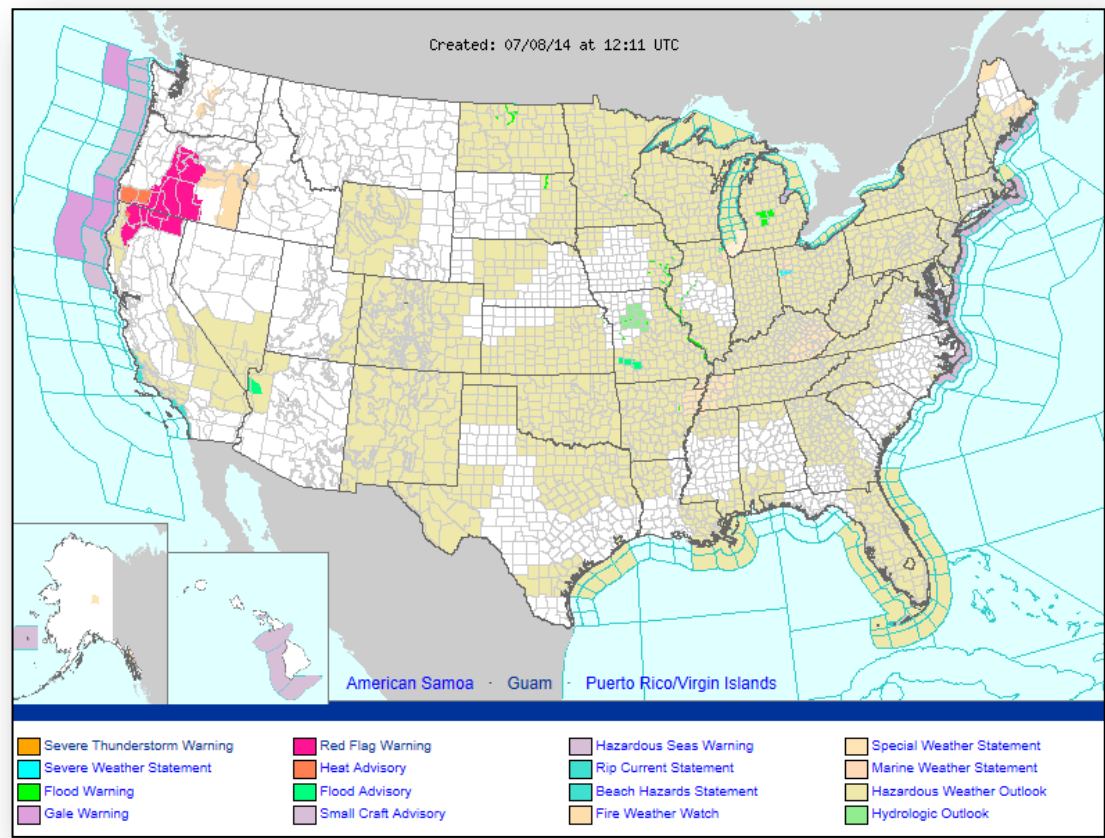 Created: 07/08/14 at 12:11 UTC
American Samoa · Guam · Puerto Rico/Virgin Islands
Severe Thunderstorm Warning
Severe Weather Statement
Flood Warning
Gale Warning
Red Flag Warning
Heat Advisory
Flood Advisory
Small Craft Advisory
Hazardous Seas Warning
Rip Current Statement
Beach Hazards Statement
Fire Weather Watch
Special Weather Statement
Marine Weather Statement
Hazardous Weather Outlook
Hydrologic Outlook